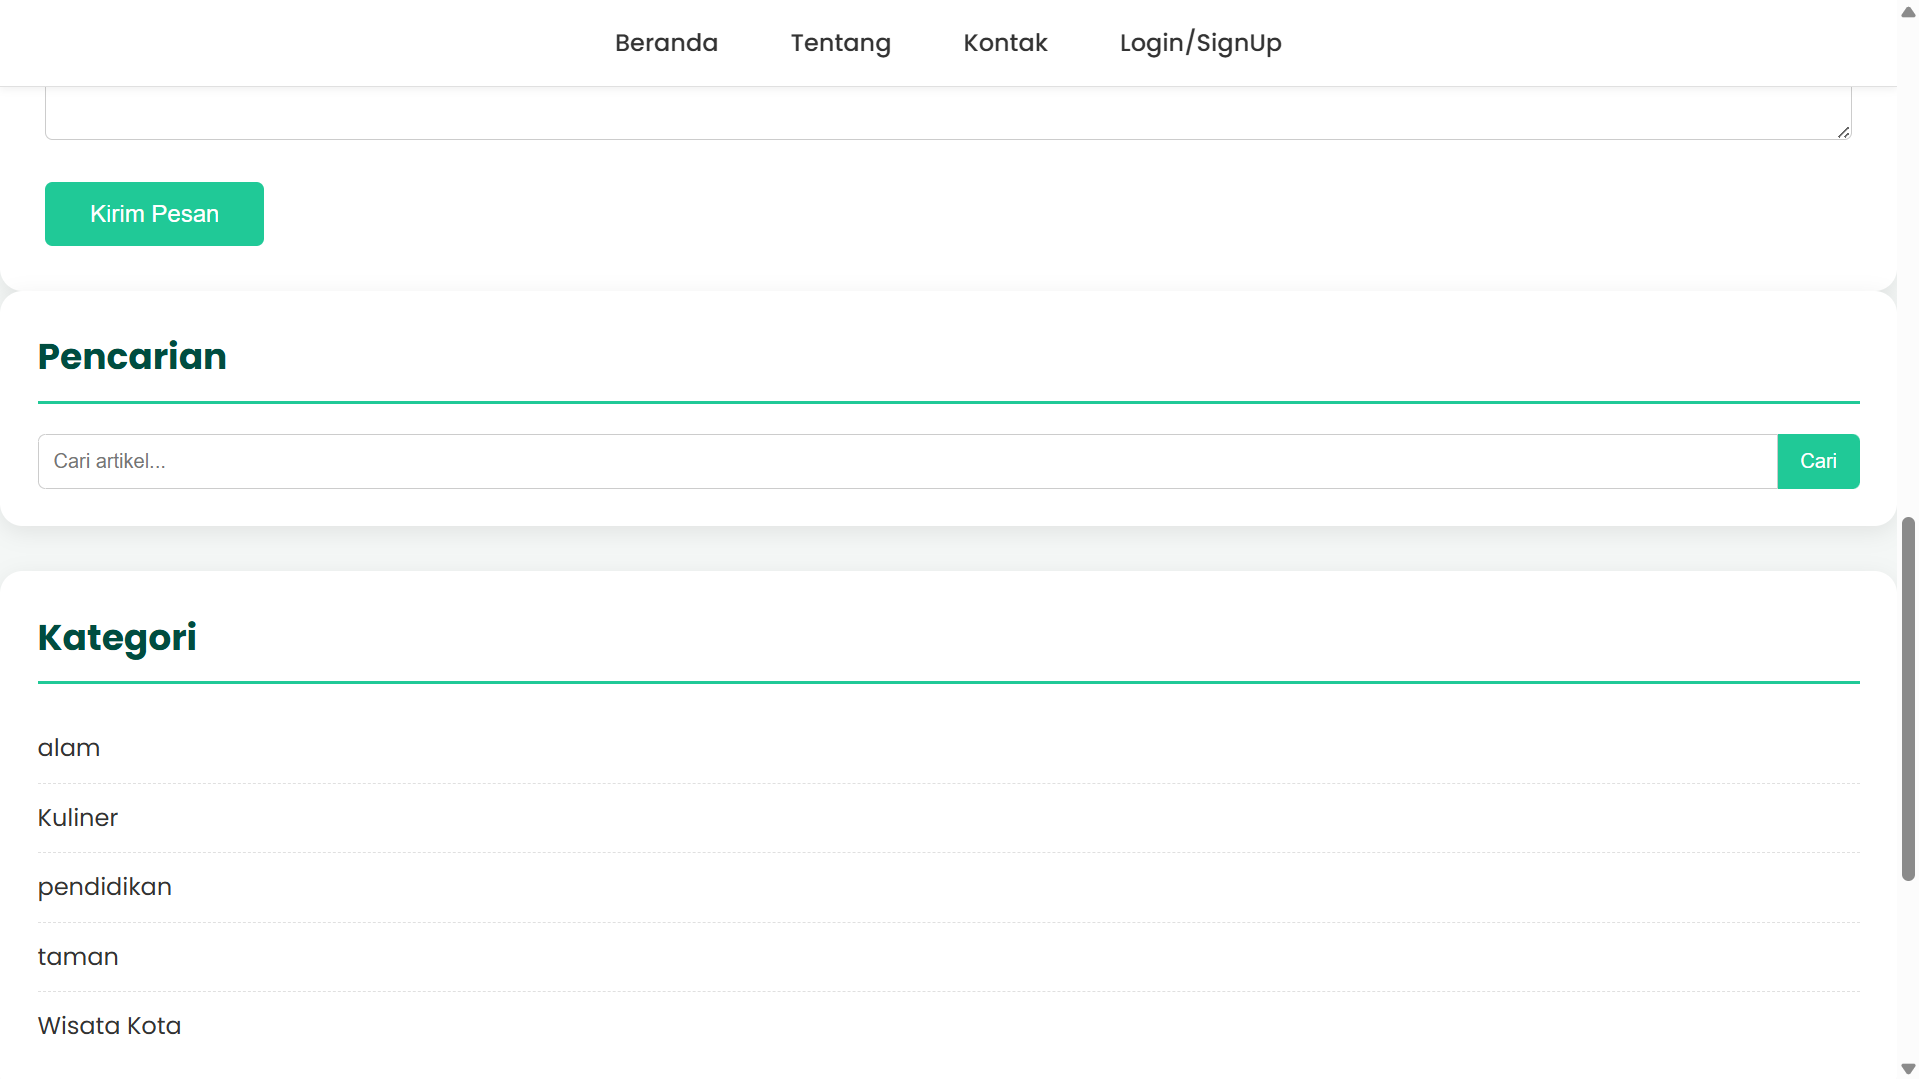 Beranda Tentang Kontak Login/SignUp
Kirim Pesan
Pencarian
Cari artikel...
Cari
Kategori
alam
Kuliner
pendidikan
taman
Wisata Kota